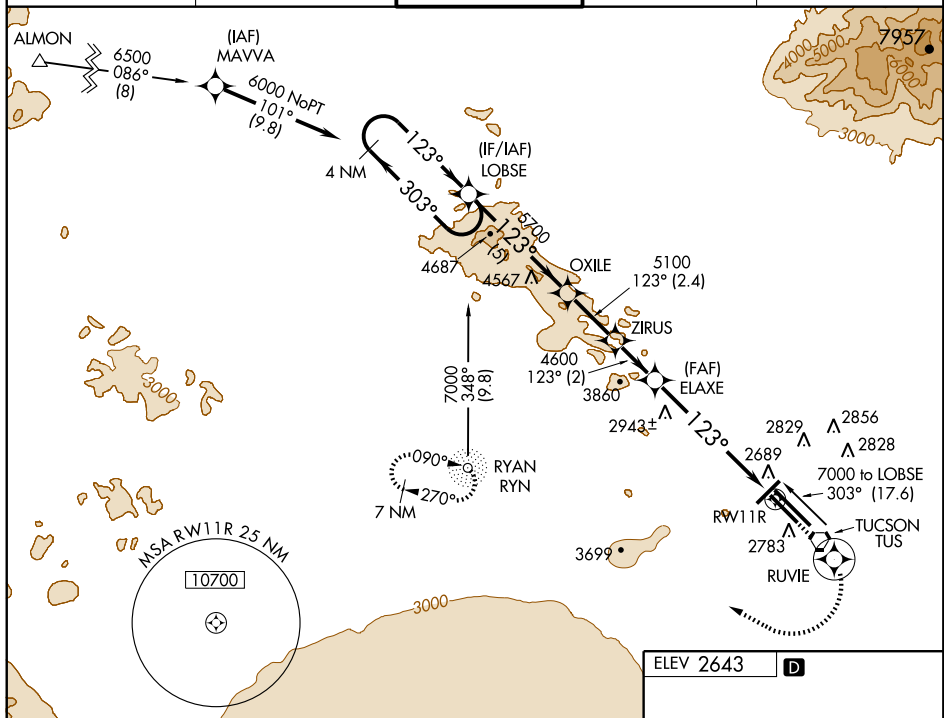 ALMON
6500
086°
(8)
(IAF)
MAVVA
6000 NoPT
101°
(9.8)
4 NM
123°
303°
(IF/IAF)
LOBSE
7957
4000
5000
6000
3000
5700
123°
(5)
4687
4567
OXILE
5100
123° (2.4)
ZIRUS
4600
123° (2)
3860
(FAF)
ELAXE
2943±
123°
2829
2856
2828
2689
7000 to LOBSE
303° (17.6)
RW11R
TUCSON
TUS
2783
RUVIE
3000
7000
348°
(9.8)
090°
270°
7 NM
RYAN
RYN
3699
MSA RW11R 25 NM
10700
3000
ELEV 2643
D